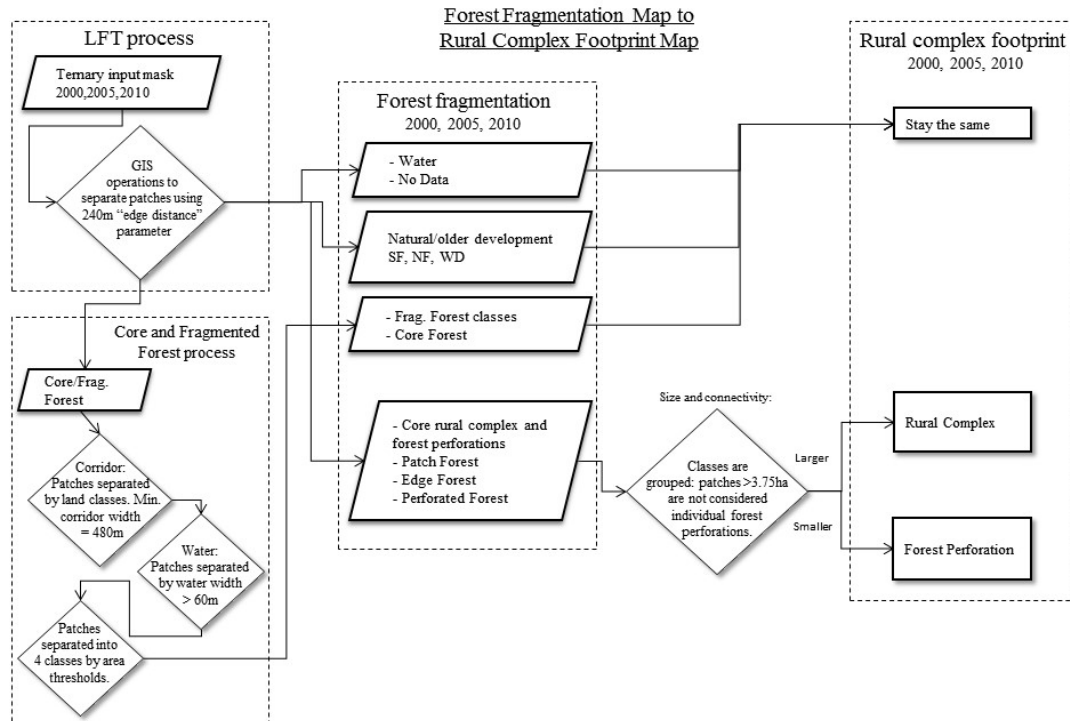 Forest Fragmentation Map to
Rural Complex Footprint Map
LFT process
Ternary input mask
2000,2005,2010
GIS
operations to
separate patches using
240m “edge distance”
parameter
Core and Fragmented
Forest process
Core/Frag.
Forest
Corridor:
Patches separated
by land classes. Min.
corridor width
= 480m
Water:
Patches separated
by water width
> 60m
Patches
separated into
4 classes by area
thresholds.
Forest fragmentation
2000, 2005, 2010
- Water
- No Data
Natural/older development
SF, NF, WD
- Frag. Forest classes
- Core Forest
- Core rural complex and
forest perforations
- Patch Forest
- Edge Forest
- Perforated Forest
Size and connectivity:
Classes are
grouped: patches >3.75ha
are not considered
individual forest
perforations.
Larger
Smaller
Rural complex footprint
2000, 2005, 2010
Stay the same
Rural Complex
Forest Perforation